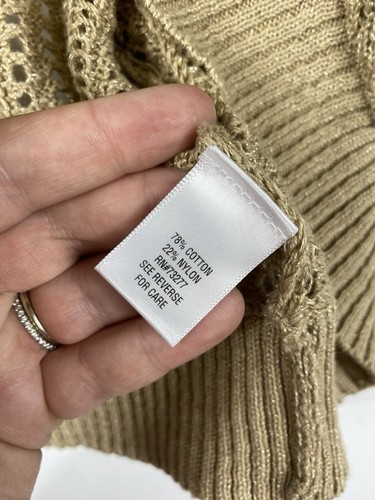 78% COTTON
22% NYLON
RN#73277
SEE REVERSE
FOR CARE